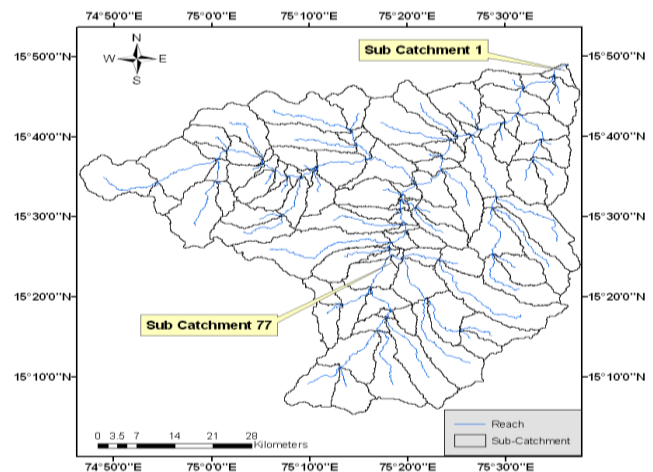 74°50'0"E 75°0'0"E 75°10'0"E 75°20'0"E 75°30'0"E
N
W E
S
Sub Catchment 1
15°50'0"N 15°50'0"N
15°40'0"N 15°40'0"N
15°30'0"N 15°30'0"N
15°20'0"N 15°20'0"N
Sub Catchment 77
15°10'0"N 15°10'0"N
0 3.5 7 14 21 28
Kilometers
Reach
Sub-Catchment
74°50'0"E 75°0'0"E 75°10'0"E 75°20'0"E 75°30'0"E